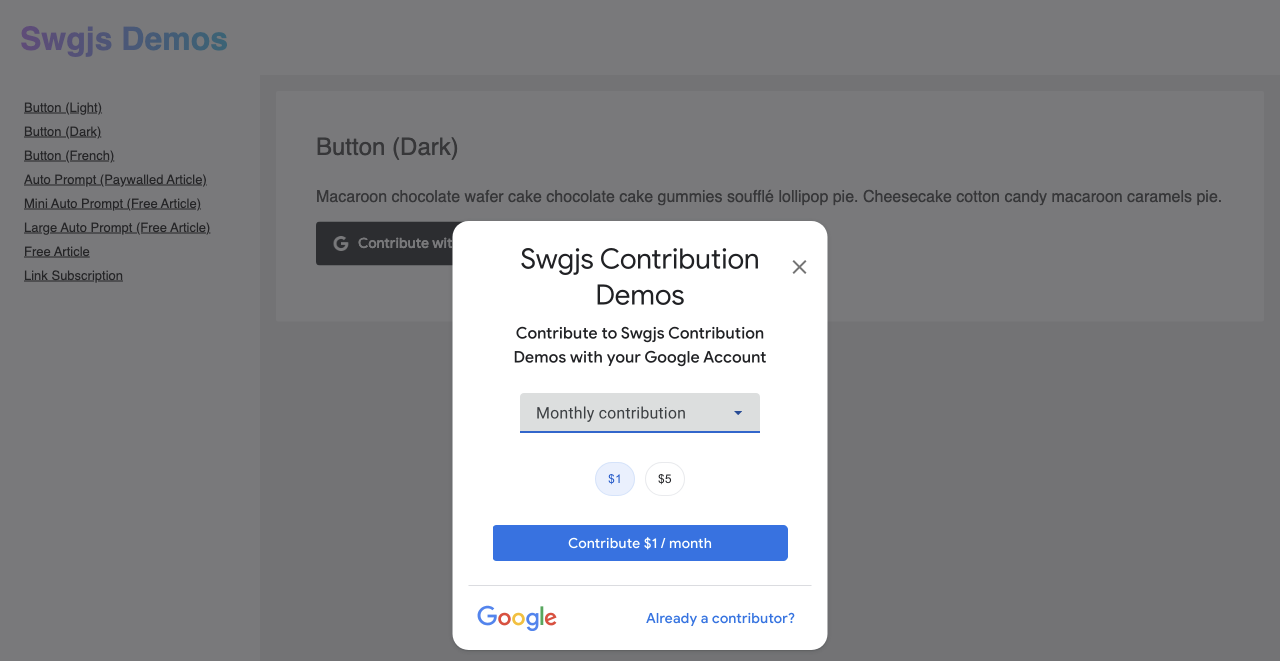 Swgjs Demos
Button (Light)
Button (Dark)
Button (French)
Auto Prompt (Paywalled Article)
Mini Auto Prompt (Free Article)
Large Auto Prompt (Free Article)
Free Article
Link Subscription
Button (Dark)
Macaroon chocolate wafer cake chocolate cake gummies soufflé lollipop pie. Cheesecake cotton candy macaroon caramels pie.
Contribute wit
Swgjs Contribution
Demos
Contribute to Swgjs Contribution
Demos with your Google Account
Monthly contribution
$1 $5
Contribute $1 / month
Google
Already a contributor?